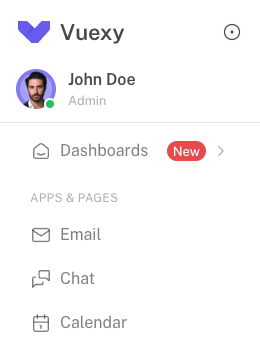 Vuexy
John Doe
Admin
Dashboards New
APPS & PAGES
Email
Chat
Calendar